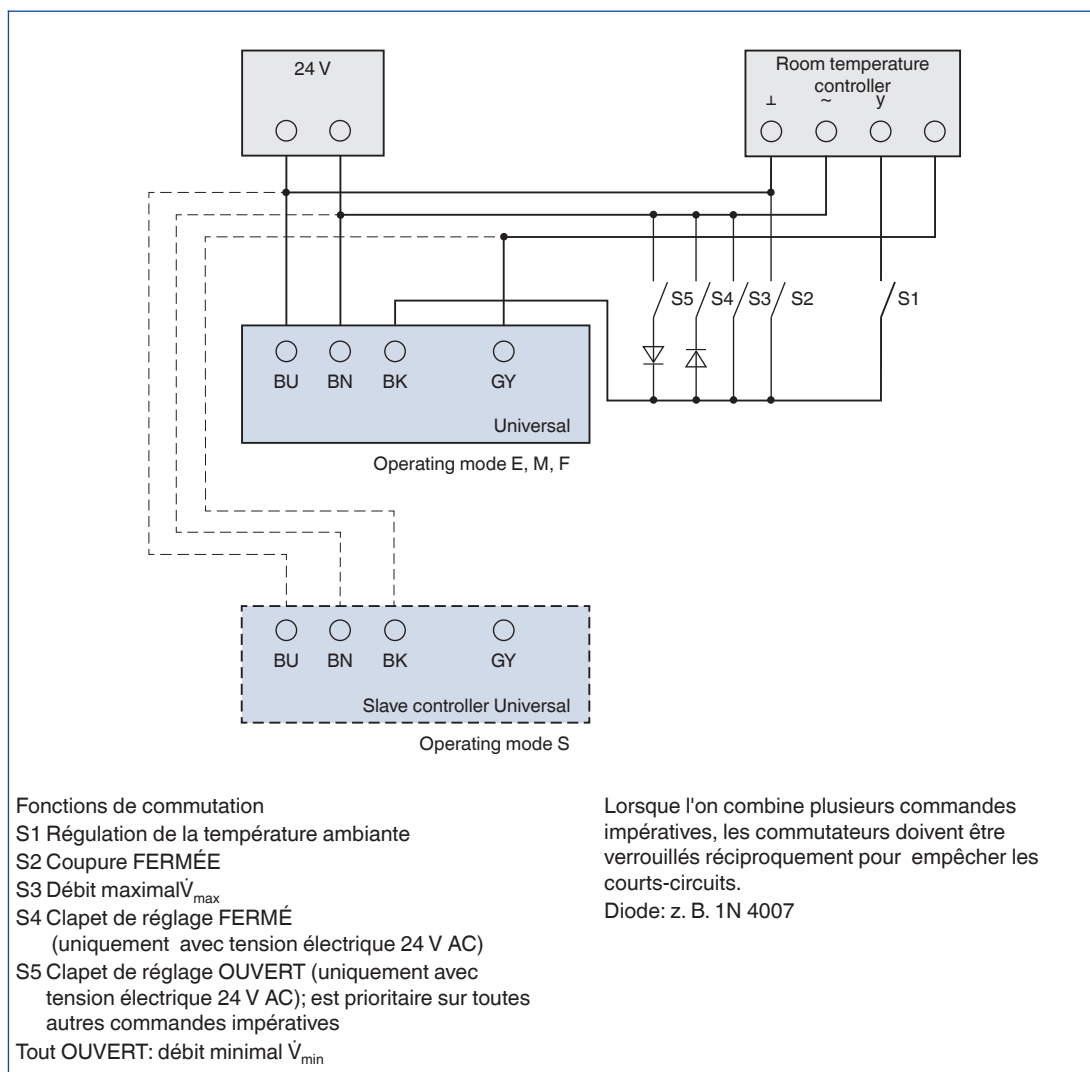 24 V
Room temperature
controller
⊥ ~ y
S5 S4 S3 S2 S1
BU BN BK GY
Universal
Operating mode E, M, F
BU BN BK GY
Slave controller Universal
Operating mode S
Fonctions de commutation
S1 Régulation de la température ambiante
S2 Coupure FERMÉE
S3 Débit maximalV̇max
S4 Clapet de réglage FERMÉ
(uniquement avec tension électrique 24 V AC)
S5 Clapet de réglage OUVERT (uniquement avec
tension électrique 24 V AC); est prioritaire sur toutes
autres commandes impératives
Tout OUVERT: débit minimal V̇min
Lorsque l'on combine plusieurs commandes
impératives, les commutateurs doivent être
verrouillés réciproquement pour empêcher les
courts-circuits.
Diode: z. B. 1N 4007